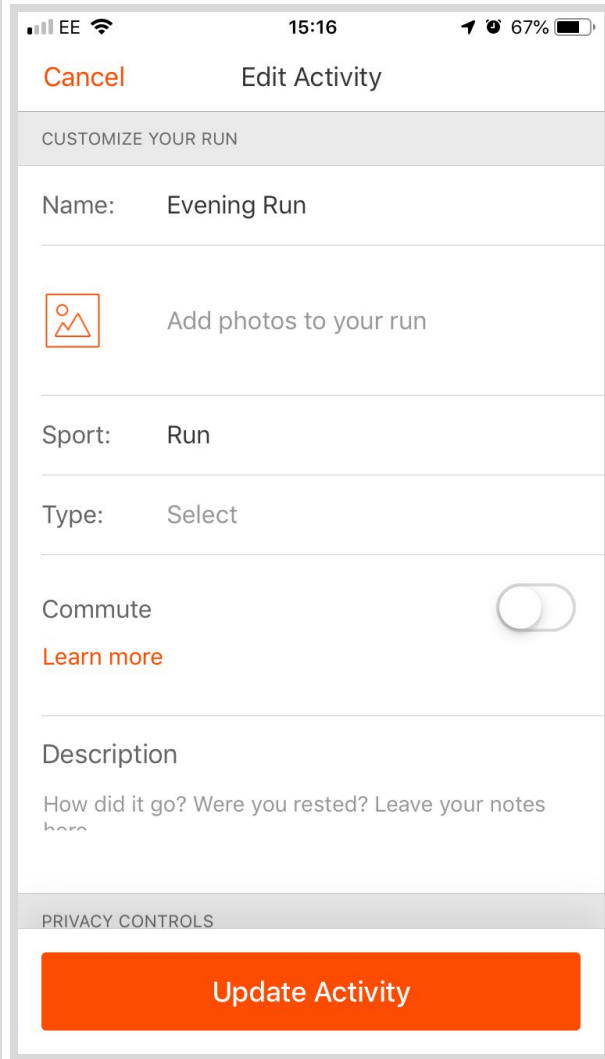 EE 15:16 67%
Cancel Edit Activity
CUSTOMIZE YOUR RUN
Name: Evening Run
Add photos to your run
Sport: Run
Type: Select
Commute
Learn more
Description
How did it go? Were you rested? Leave your notes
here
PRIVACY CONTROLS
Update Activity